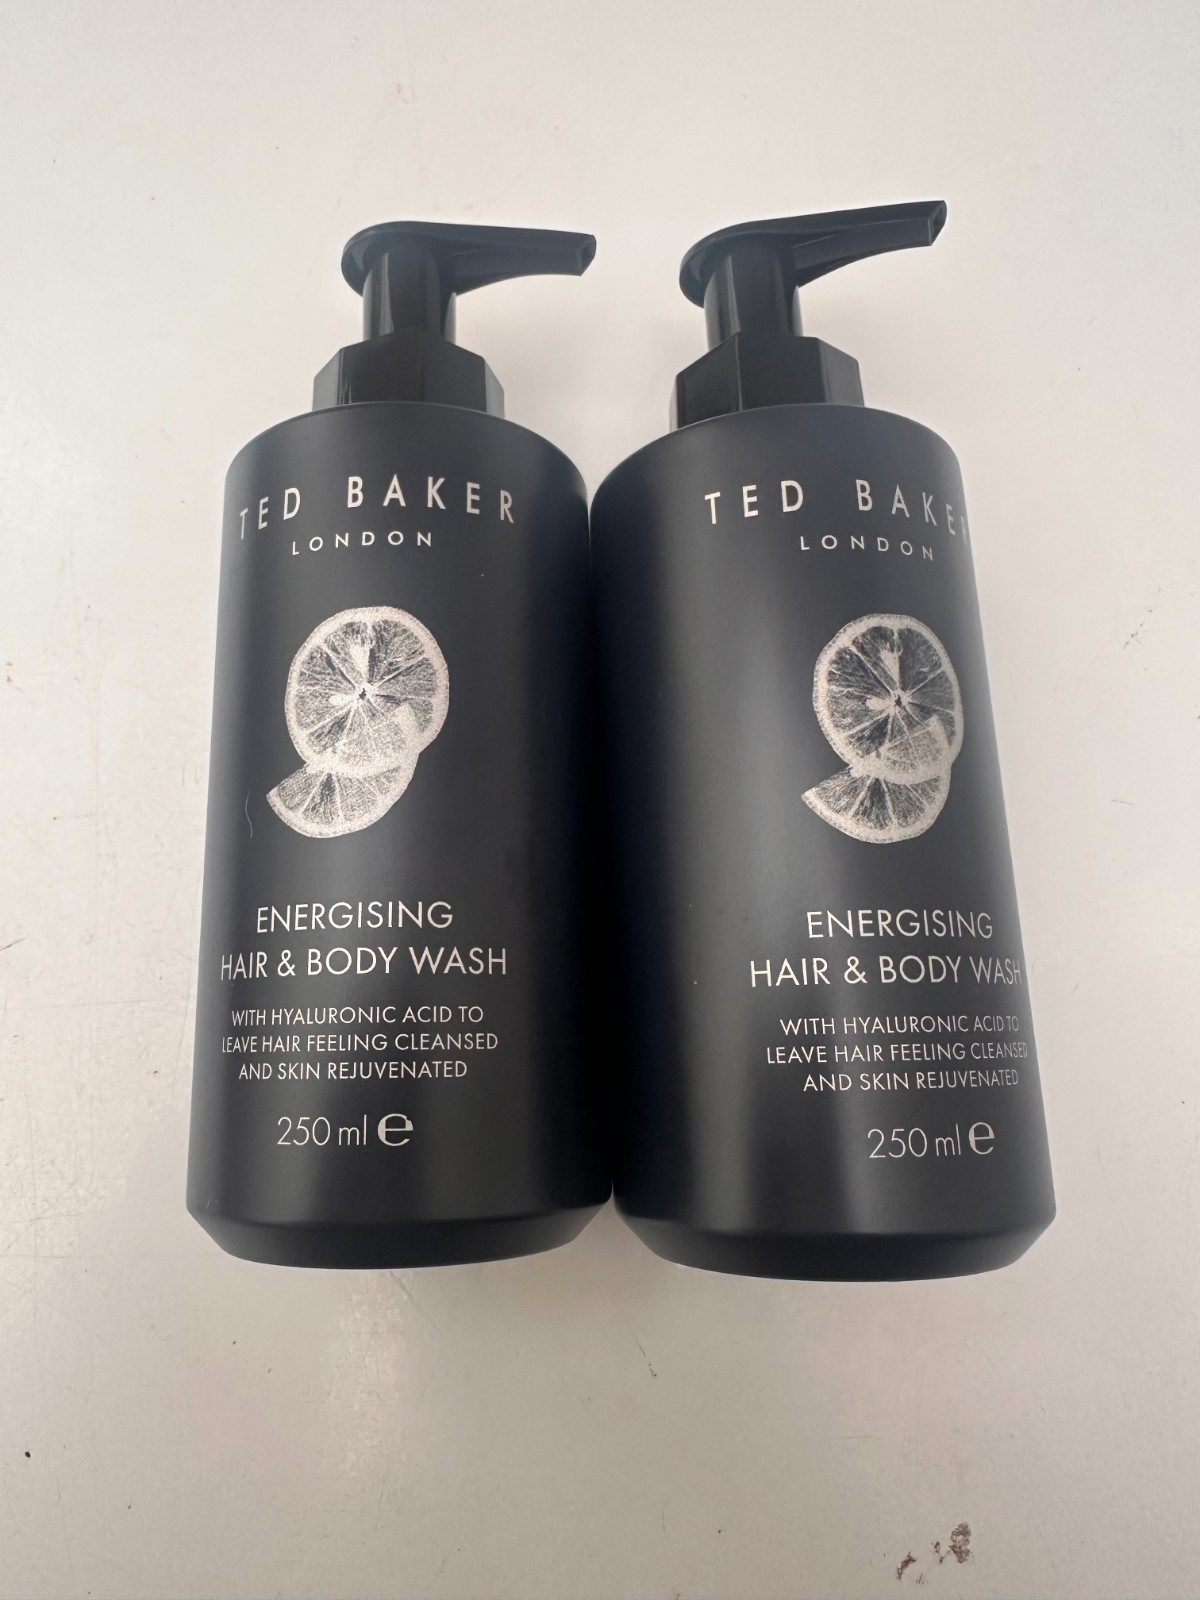 TED BAKER
LONDON
ENERGISING
HAIR & BODY WASH
WITH HYALURONIC ACID TO
LEAVE HAIR FEELING CLEANSED
AND SKIN REJUVENATED
250 ml e
TED BAKER
LONDON
ENERGISING
HAIR & BODY WASH
WITH HYALURONIC ACID TO
LEAVE HAIR FEELING CLEANSED
AND SKIN REJUVENATED
250 ml e